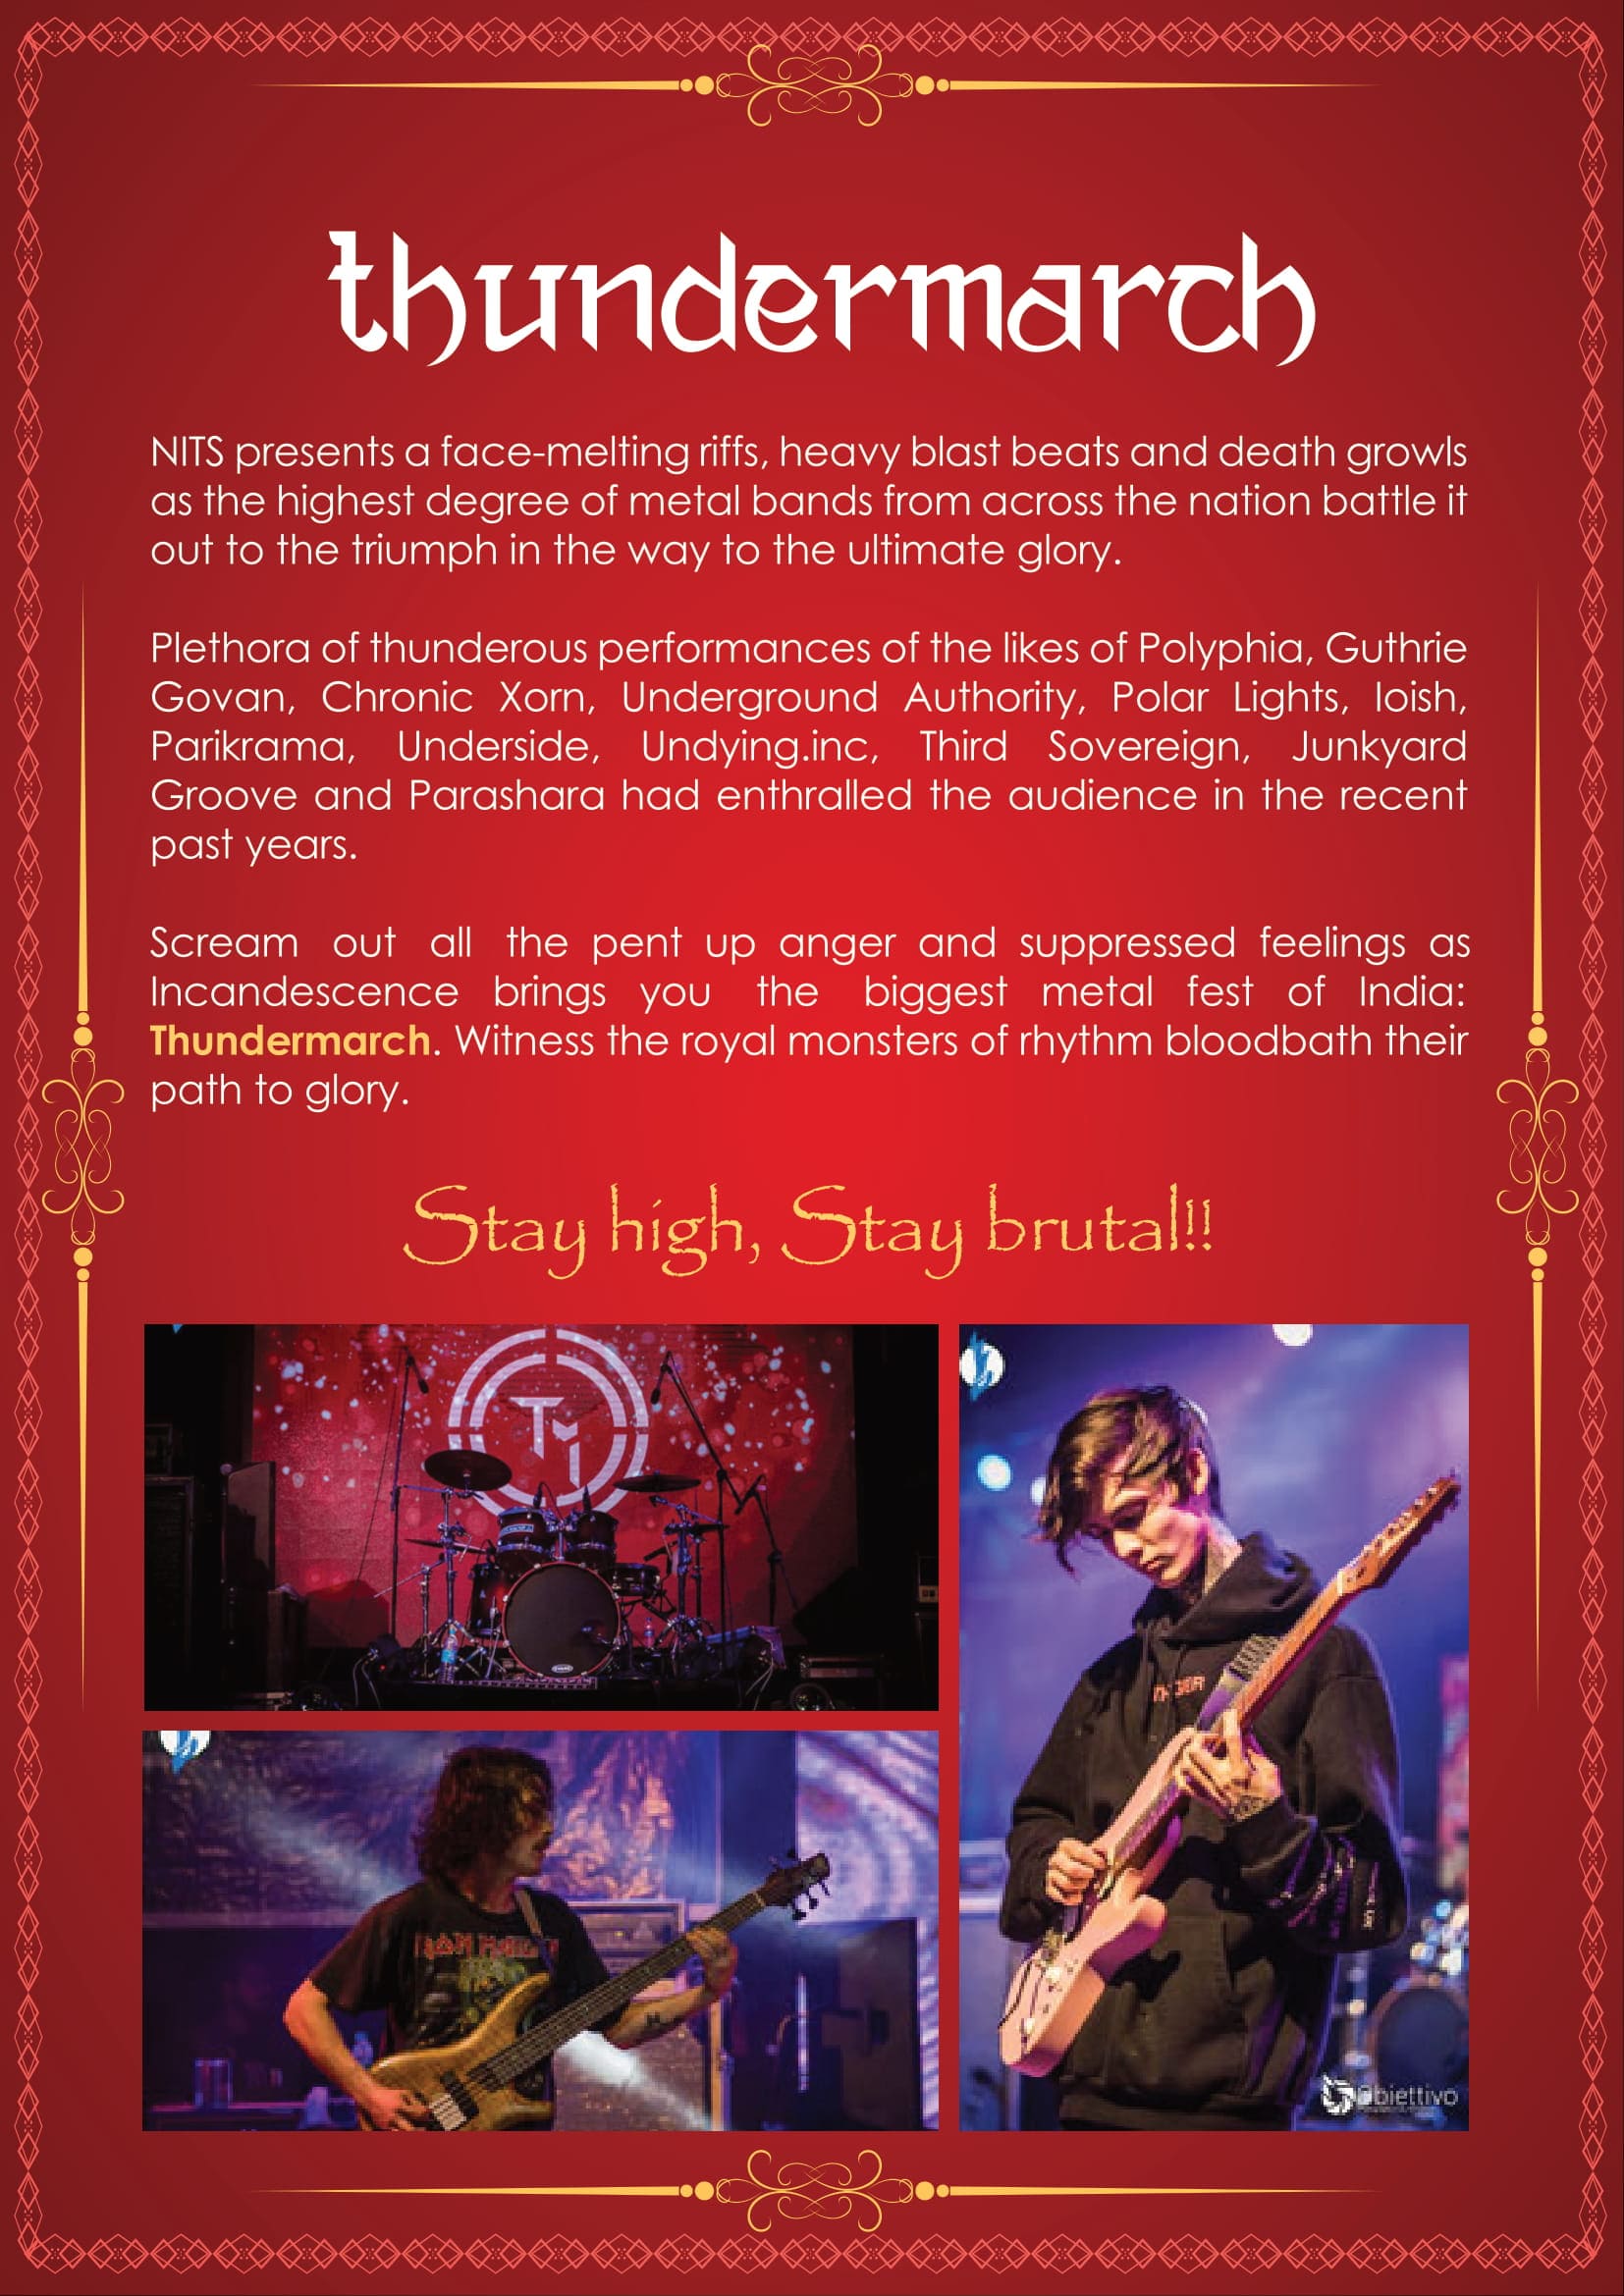 thundermarch
NITS presents a face-melting riffs, heavy blast beats and death growls
as the highest degree of metal bands from across the nation battle it
out to the triumph in the way to the ultimate glory.
Plethora of thunderous performances of the likes of Polyphia, Guthrie
Govan, Chronic Xorn, Underground Authority, Polar Lights, Ioish,
Parikrama, Underside, Undying.inc, Third Sovereign, Junkyard
Groove and Parashara had enthralled the audience in the recent
past years.
Scream out all the pent up anger and suppressed feelings as
Incandescence brings you the biggest metal fest of India:
Thundermarch. Witness the royal monsters of rhythm bloodbath their
path to glory.
Stay high, Stay brutal!!
TM
IRON MAIDEN
Obiettivo